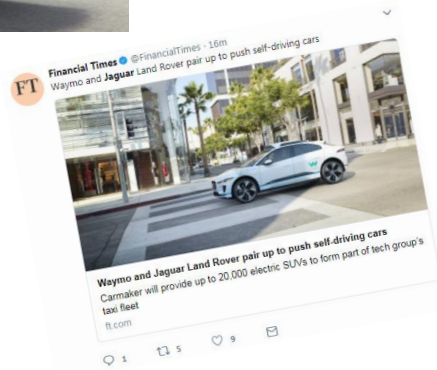 FT
Financial Times @FinancialTimes · 16m
Waymo and Jaguar Land Rover pair up to push self-driving cars
Waymo and Jaguar Land Rover pair up to push self-driving cars
Carmaker will provide up to 20,000 electric SUVs to form part of tech group's
taxi fleet
ft.com
1 5 9